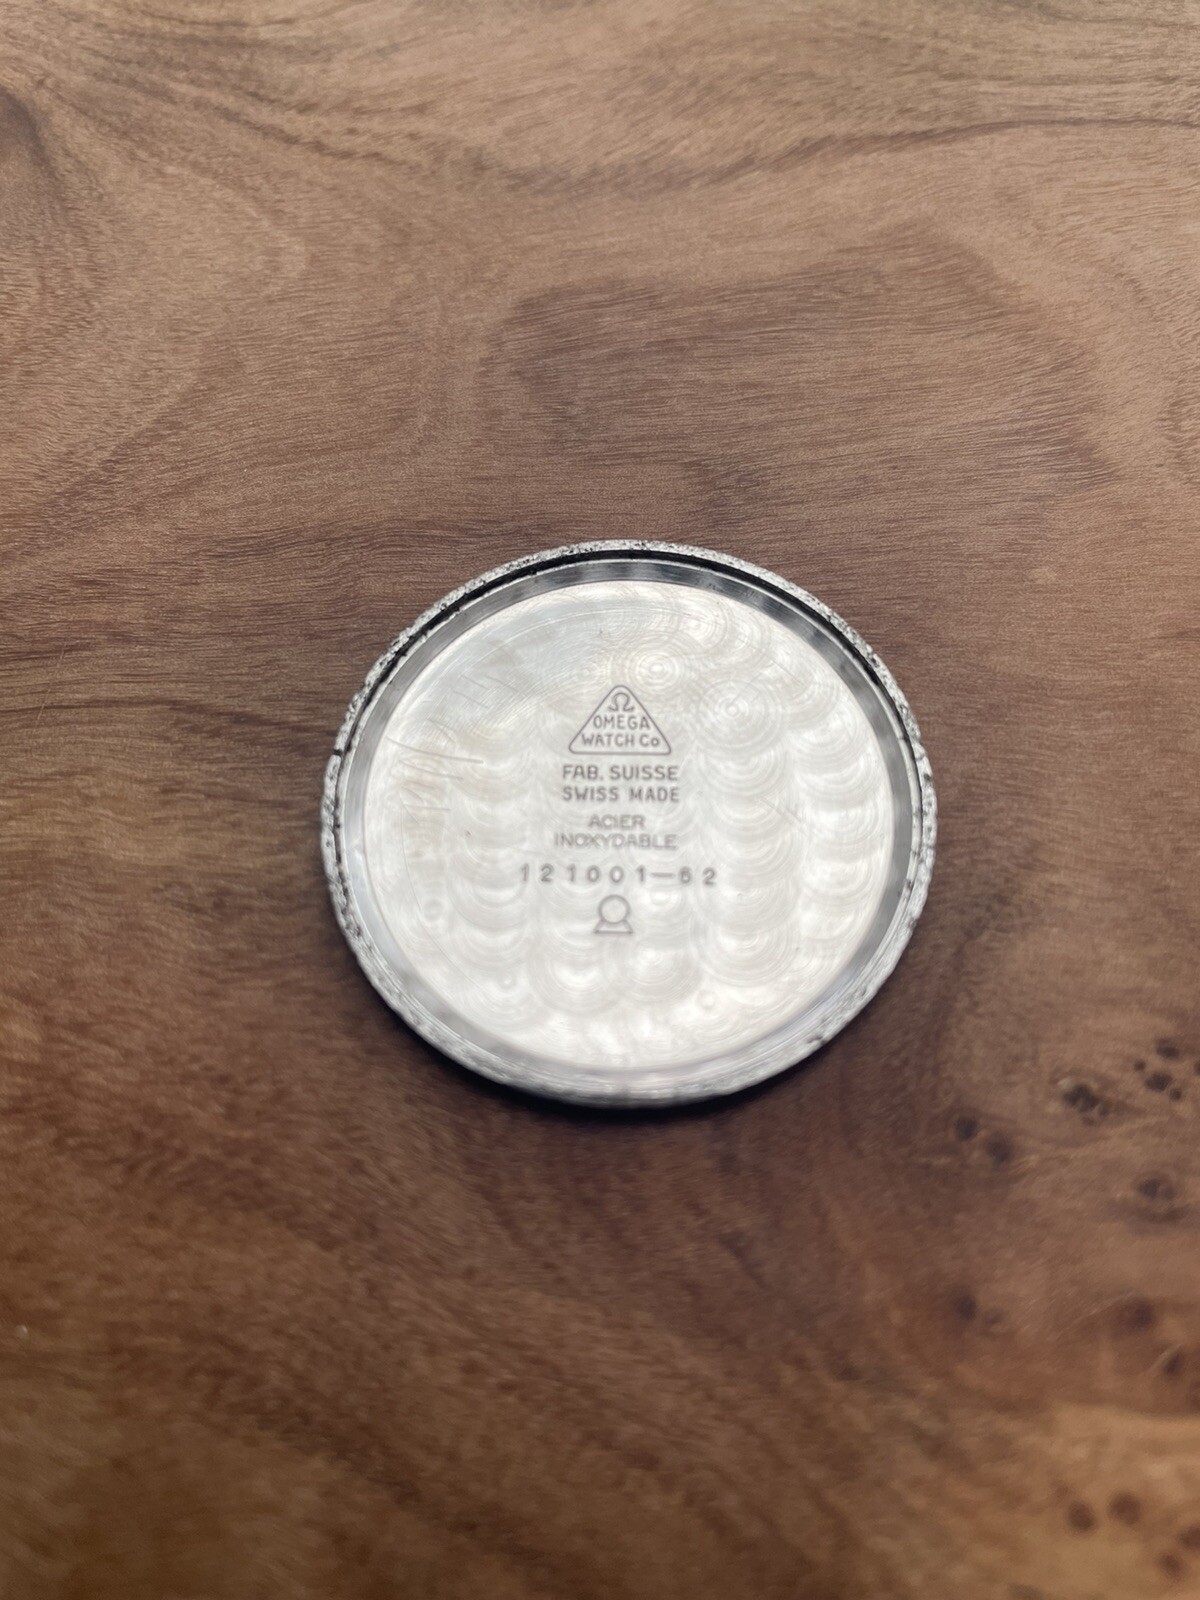 Ω
OMEGA
WATCH Co
FAB. SUISSE
SWISS MADE
ACIER
INOXYDABLE
121001-62